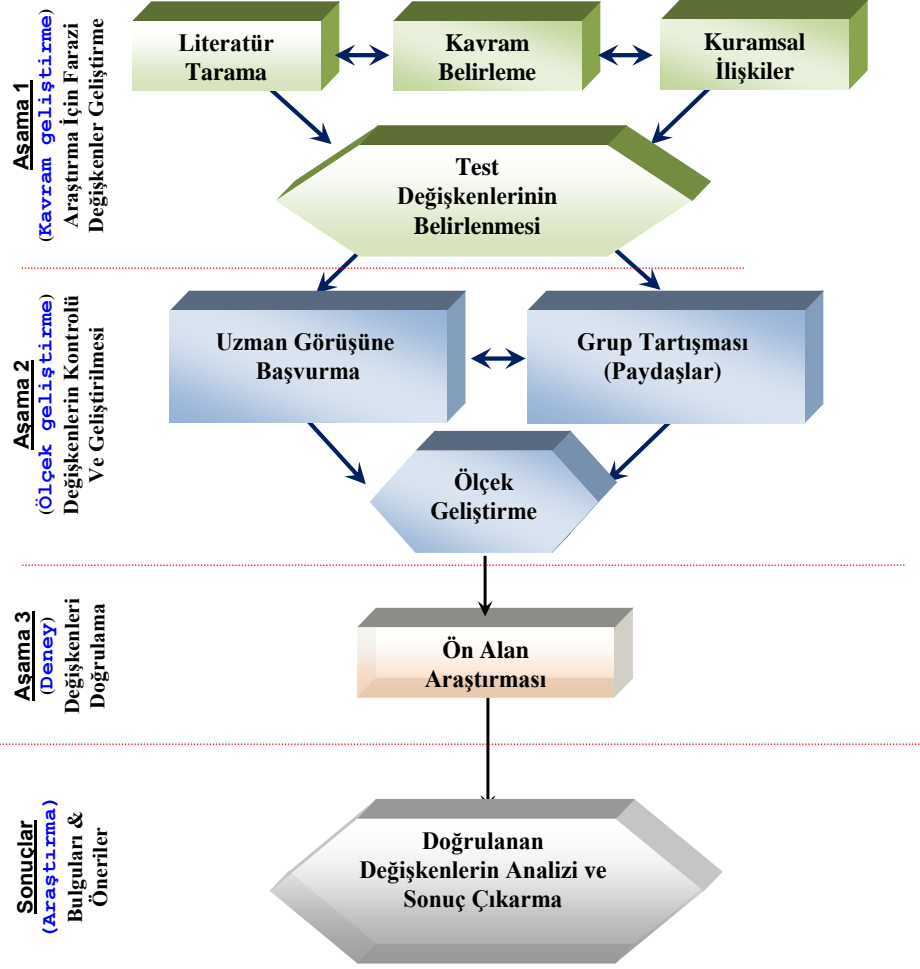 Aşama 1
(Kavram geliştirme)
Araştırma İçin Farazi
Değişkenler Geliştirme
Literatür
Tarama
Kavram
Belirleme
Kuramsal
İlişkiler
Test
Değişkenlerinin
Belirlenmesi
Aşama 2
(Ölçek geliştirme)
Değişkenlerin Kontrolü
Ve Geliştirilmesi
Uzman Görüşüne
Başvurma
Grup Tartışması
(Paydaşlar)
Ölçek
Geliştirme
Aşama 3
(Deney)
Değişkenleri
Doğrulama
Ön Alan
Araştırması
Sonuçlar
(Araştırma)
Bulguları &
Öneriler
Doğrulanan
Değişkenlerin Analizi ve
Sonuç Çıkarma